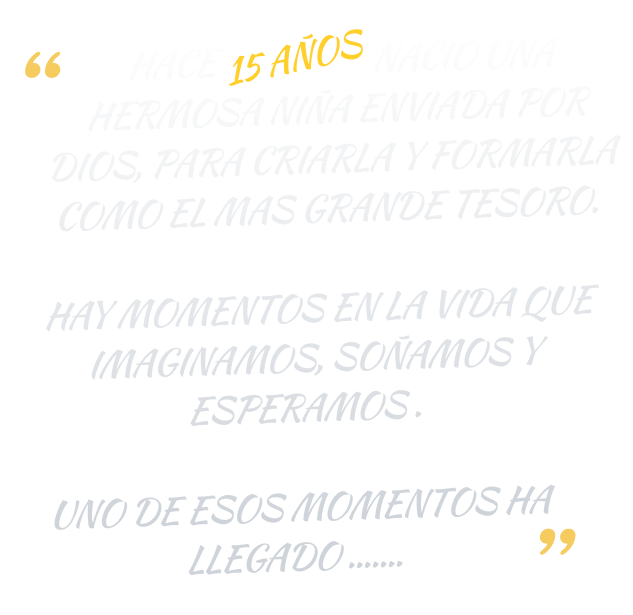 “ HACE 15 AÑOS NACIO UNA
HERMOSA NIÑA ENVIADA POR
DIOS, PARA CRIARLA Y FORMARLA
COMO EL MAS GRANDE TESORO.
HAY MOMENTOS EN LA VIDA QUE
IMAGINAMOS, SOÑAMOS Y
ESPERAMOS .
UNO DE ESOS MOMENTOS HA
LLEGADO ....... ”